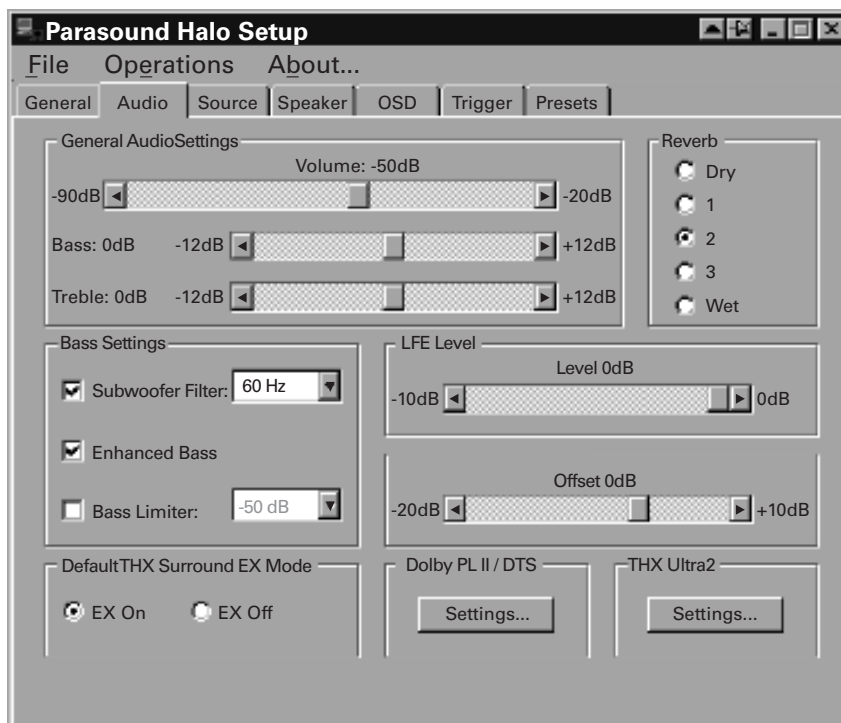 Parasound Halo Setup
File Operations About...
General Audio Source Speaker OSD Trigger Presets
General AudioSettings
Volume: -50dB
-90dB -20dB
Bass: 0dB -12dB +12dB
Treble: 0dB -12dB +12dB
Reverb
Dry
1
2
3
Wet
Bass Settings
Subwoofer Filter: 60 Hz
Enhanced Bass
Bass Limiter: -50 dB
LFE Level
Level 0dB
-10dB 0dB
Offset 0dB
-20dB +10dB
DefaultTHX Surround EX Mode
EX On EX Off
Dolby PL II / DTS
Settings...
THX Ultra2
Settings...